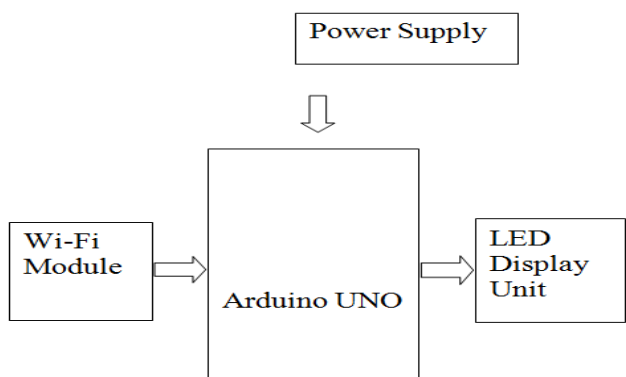 Power Supply
Wi-Fi
Module
Arduino UNO
LED
Display
Unit